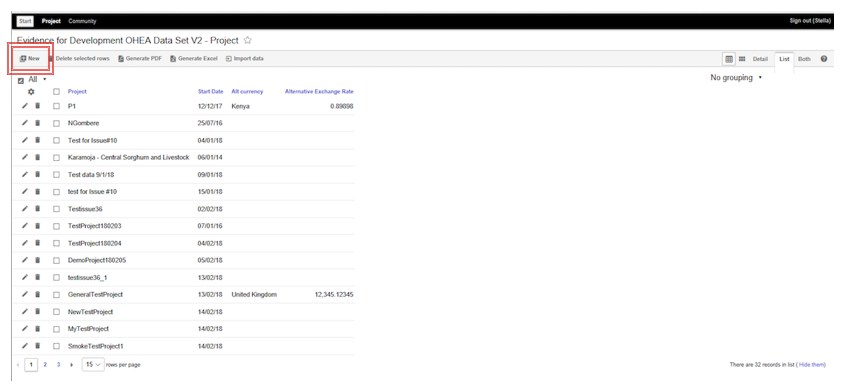 Start Project Community Sign out (Stella)
Evidence for Development OHEA Data Set V2 - Project
New Delete selected rows Generate PDF Generate Excel Import data Detail List Both
All No grouping
Project Start Date Alt currency Alternative Exchange Rate
P1 12/12/17 Kenya 0.89898
NGombere 25/07/16
Test for Issue#10 04/01/18
Karamoja - Central Sorghum and Livestock 06/01/14
Test data 9/1/18 09/01/18
test for Issue #10 15/01/18
Testissue36 02/02/18
TestProject180203 07/01/16
TestProject180204 04/02/18
DemoProject180205 05/02/18
testissue36_1 13/02/18
GeneralTestProject 13/02/18 United Kingdom 12,345.12345
NewTestProject 14/02/18
MyTestProject 14/02/18
SmokeTestProject1 14/02/18
1 2 3 15 rows per page There are 32 records in list ( Hide them)